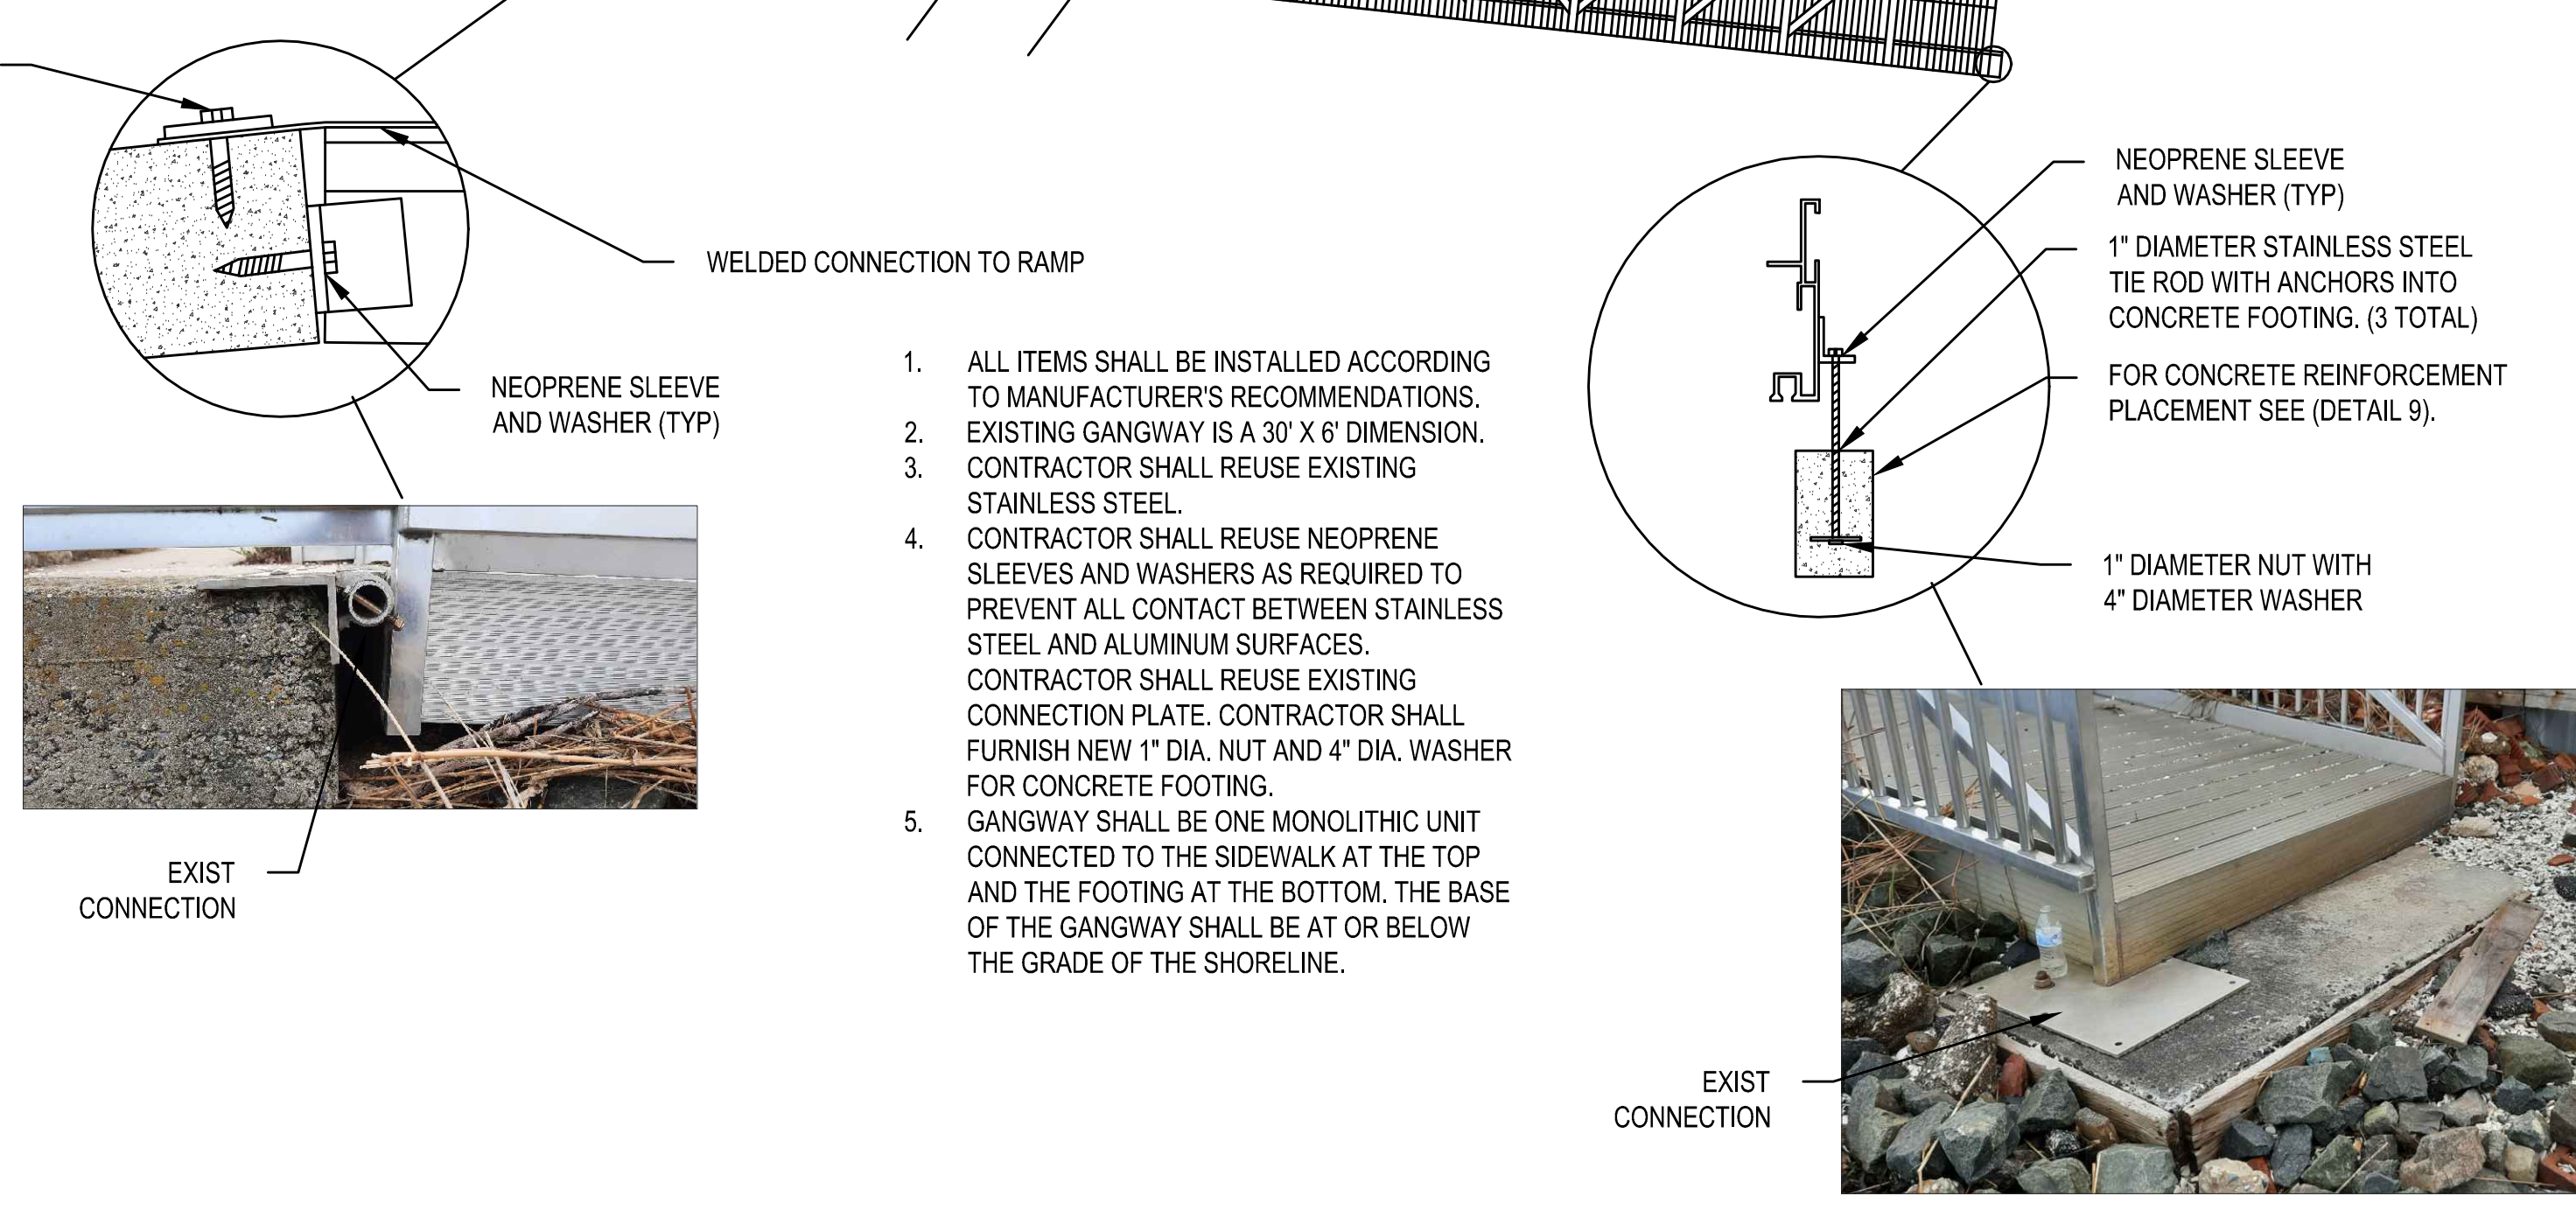 WELDED CONNECTION TO RAMP
NEOPRENE SLEEVE
AND WASHER (TYP)
EXIST
CONNECTION
1. ALL ITEMS SHALL BE INSTALLED ACCORDING
TO MANUFACTURER'S RECOMMENDATIONS.
2. EXISTING GANGWAY IS A 30' X 6' DIMENSION.
3. CONTRACTOR SHALL REUSE EXISTING
STAINLESS STEEL.
4. CONTRACTOR SHALL REUSE NEOPRENE
SLEEVES AND WASHERS AS REQUIRED TO
PREVENT ALL CONTACT BETWEEN STAINLESS
STEEL AND ALUMINUM SURFACES.
CONTRACTOR SHALL REUSE EXISTING
CONNECTION PLATE. CONTRACTOR SHALL
FURNISH NEW 1" DIA. NUT AND 4" DIA. WASHER
FOR CONCRETE FOOTING.
5. GANGWAY SHALL BE ONE MONOLITHIC UNIT
CONNECTED TO THE SIDEWALK AT THE TOP
AND THE FOOTING AT THE BOTTOM. THE BASE
OF THE GANGWAY SHALL BE AT OR BELOW
THE GRADE OF THE SHORELINE.
NEOPRENE SLEEVE
AND WASHER (TYP)
1" DIAMETER STAINLESS STEEL
TIE ROD WITH ANCHORS INTO
CONCRETE FOOTING. (3 TOTAL)
FOR CONCRETE REINFORCEMENT
PLACEMENT SEE (DETAIL 9).
1" DIAMETER NUT WITH
4" DIAMETER WASHER
EXIST
CONNECTION